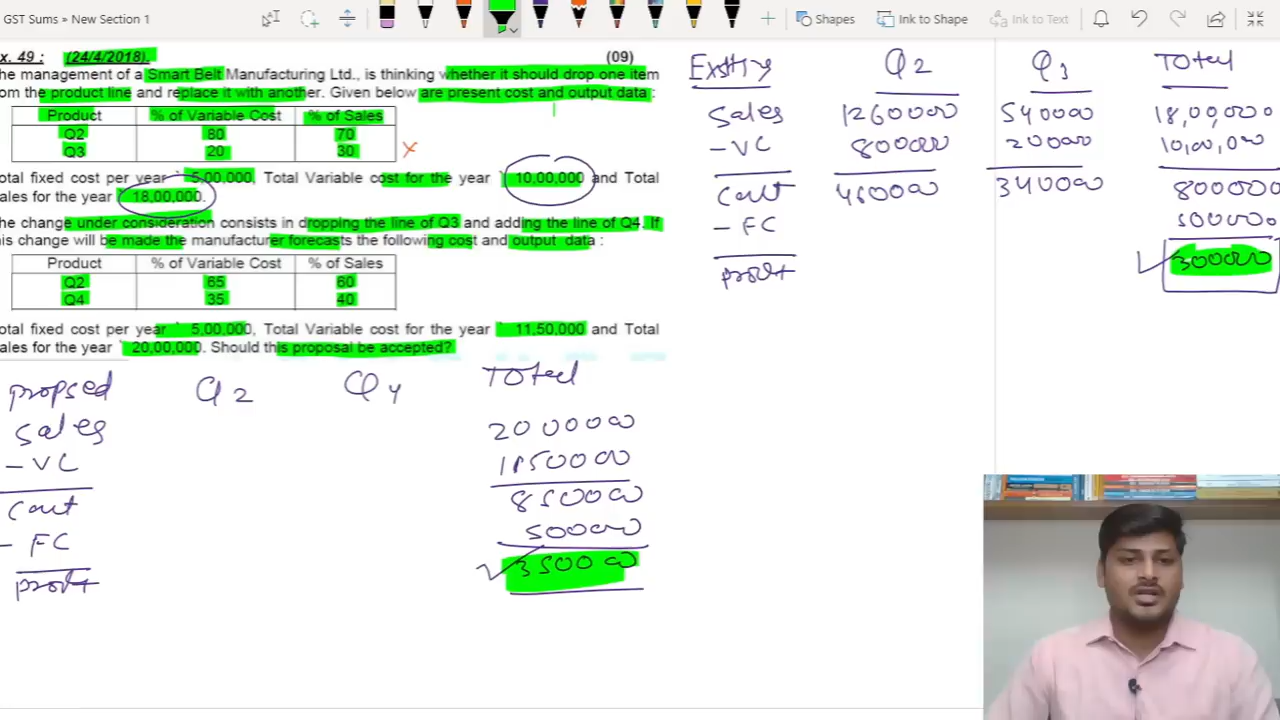 GST Sums » New Section 1
Shapes
Ink to Shape
Ink to Text
x. 49 : (24/4/2018). (09)
he management of a Smart Belt Manufacturing Ltd., is thinking whether it should drop one item
om the product line and replace it with another. Given below are present cost and output data :
Product % of Variable Cost % of Sales
Q2 80 70
Q3 20 30 X
otal fixed cost per year ` 5,00,000, Total Variable cost for the year ` 10,00,000 and Total
ales for the year ` 18,00,000.
he change under consideration consists in dropping the line of Q3 and adding the line of Q4. If
is change will be made the manufacturer forecasts the following cost and output data :
Product % of Variable Cost % of Sales
Q2 65 60
Q4 35 40
otal fixed cost per year ` 5,00,000, Total Variable cost for the year ` 11,50,000 and Total
ales for the year ` 20,00,000. Should this proposal be accepted?
propsed Q2 Q4 Total
Sales 2000000
- VC 1150000
Cont 850000
- FC 500000
profit 350000
Q2 Q3 Total
Sales 1260000 540000 18,00,000
- VC 800000 200000 10,00,000
Cont 460000 340000 800000
- FC 500000
profit 300000